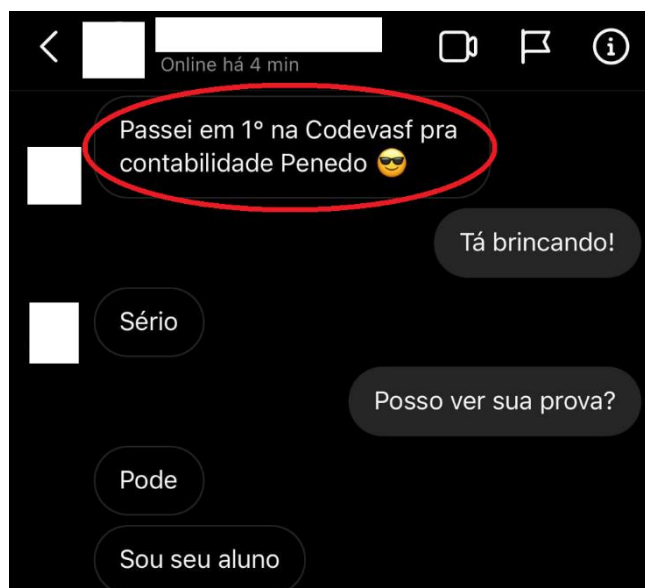 Online há 4 min
Passei em 1° na Codevasf pra
contabilidade Penedo 😎
Tá brincando!
Sério
Posso ver sua prova?
Pode
Sou seu aluno